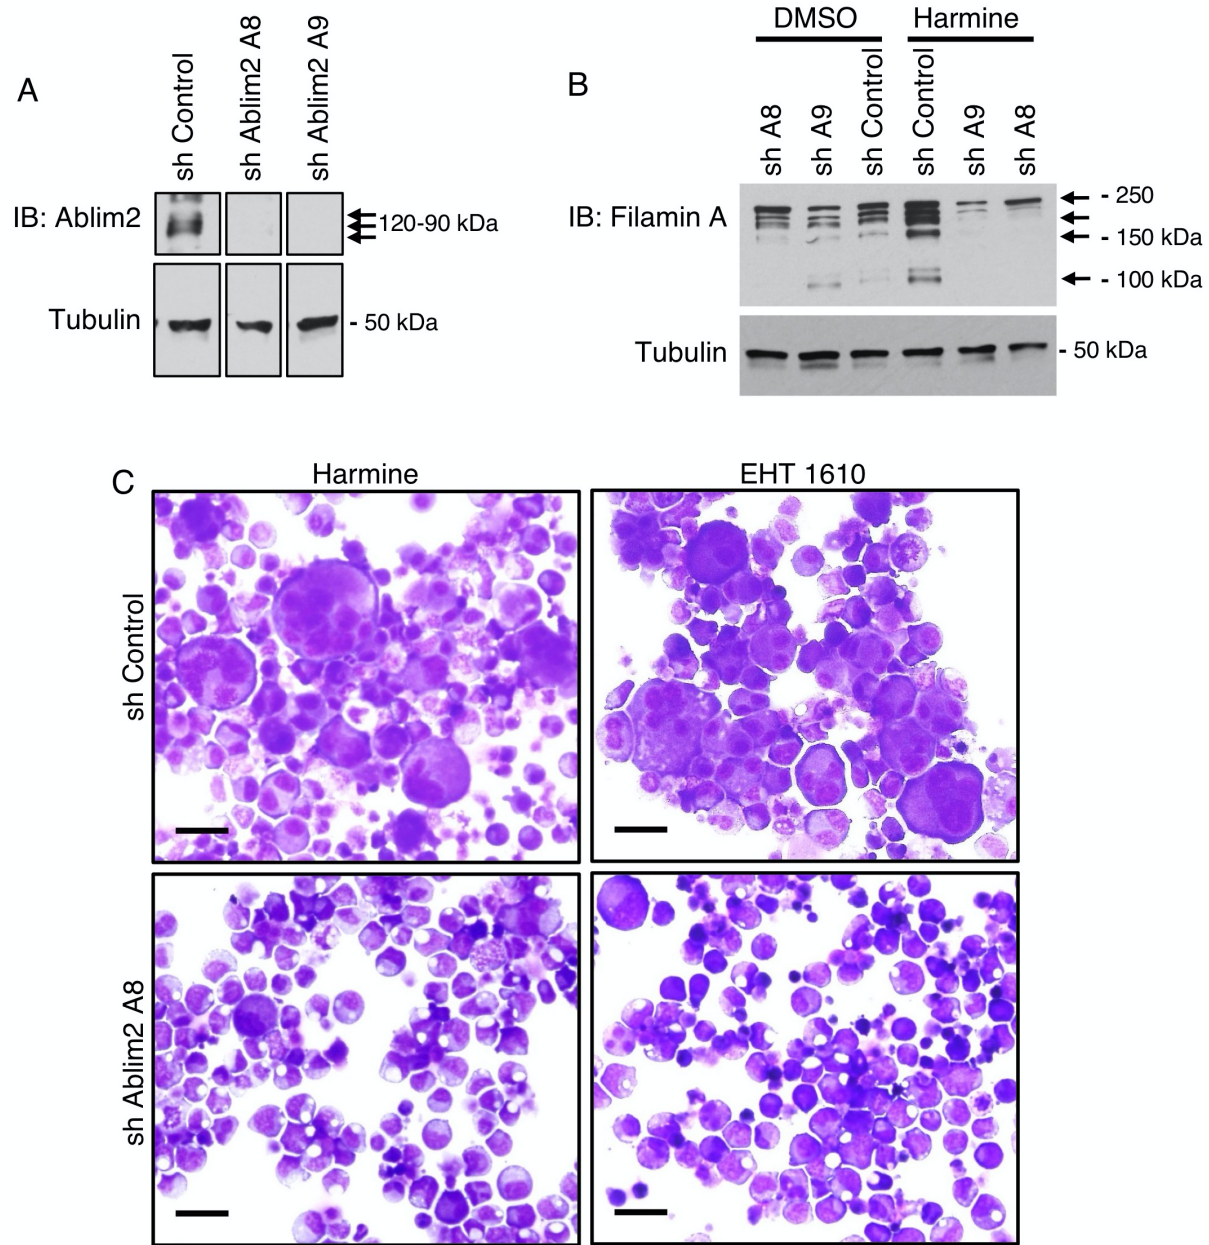 A
sh Control
sh Ablim2 A8
sh Ablim2 A9
IB: Ablim2
120-90 kDa
Tubulin
- 50 kDa
B
DMSO
Harmine
sh A8
sh A9
sh Control
sh Control
sh A9
sh A8
IB: Filamin A
- 250
- 150 kDa
- 100 kDa
Tubulin
- 50 kDa
C
Harmine
EHT 1610
sh Control
sh Ablim2 A8